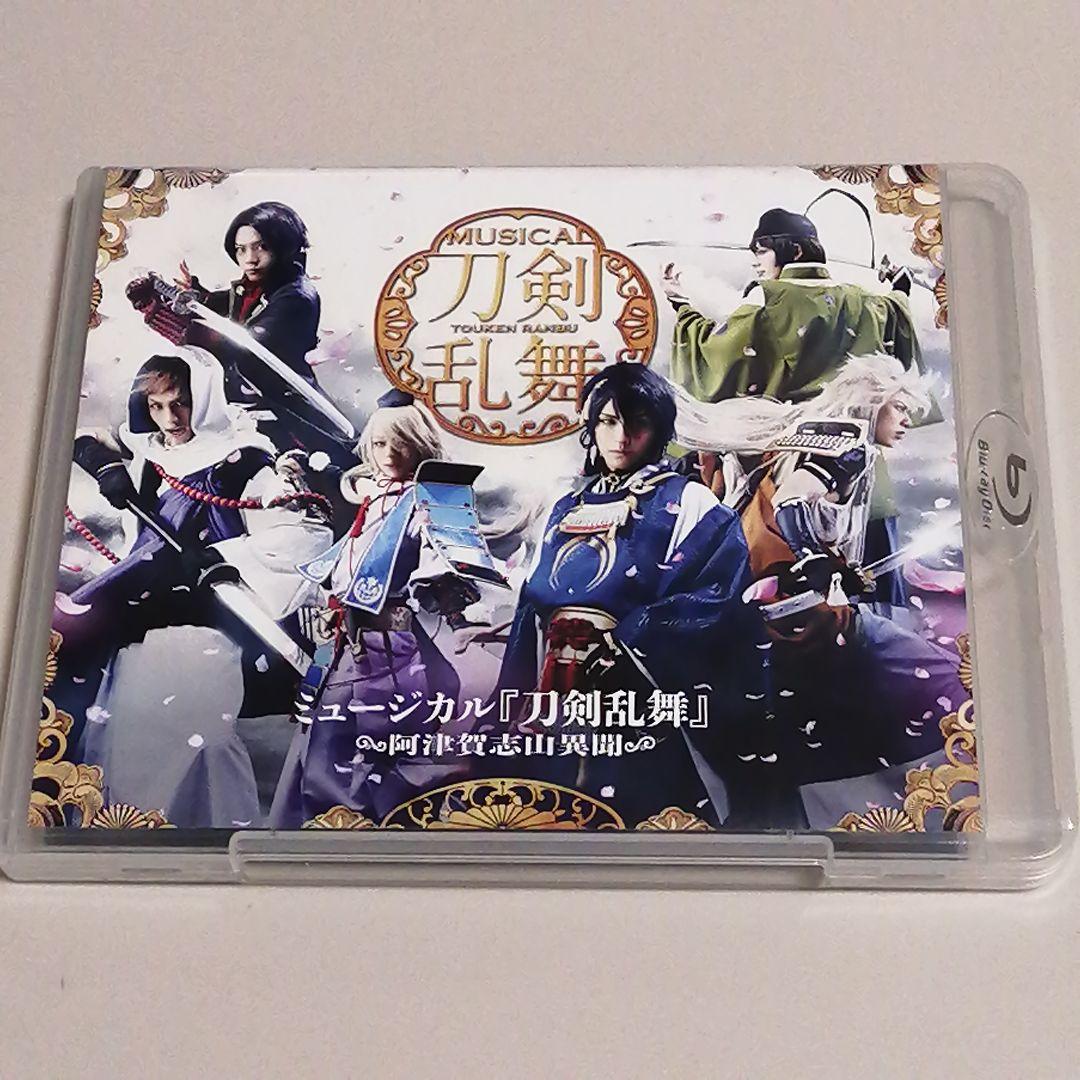 MUSICAL
刀剣
TOUKEN RANBU
乱舞
ミュージカル『刀剣乱舞』
~阿津賀志山異聞~
Blu-ray Disc